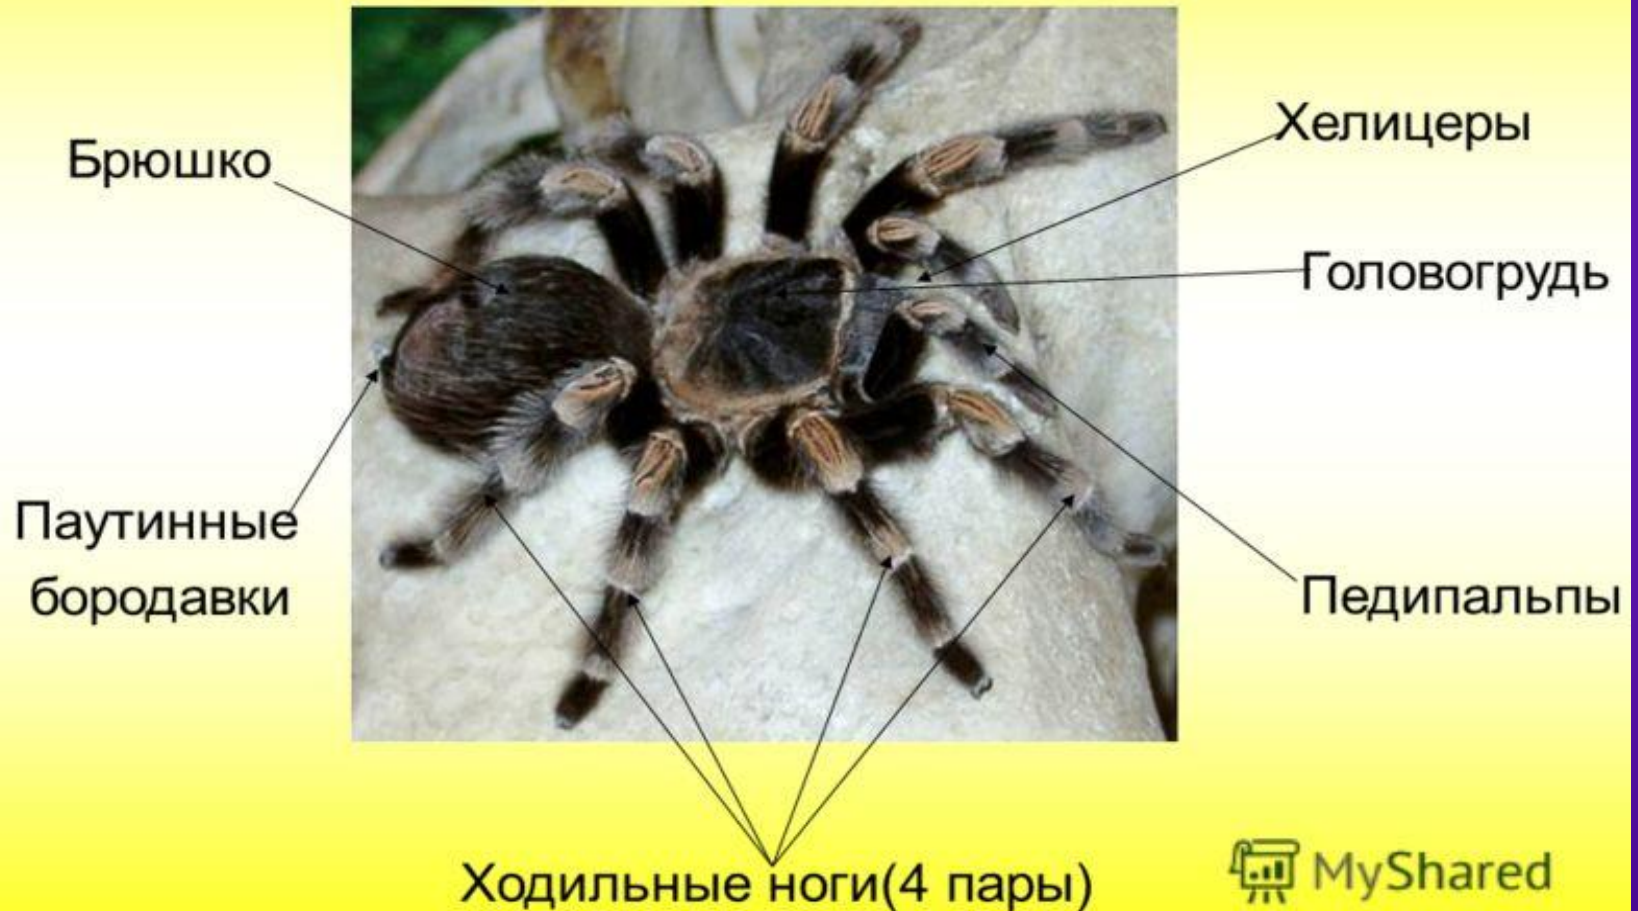 Хелицеры
Брюшко
Головогрудь
Паутинные
бородавки
Педипальпы
Ходильные ноги(4 пары)
MyShared